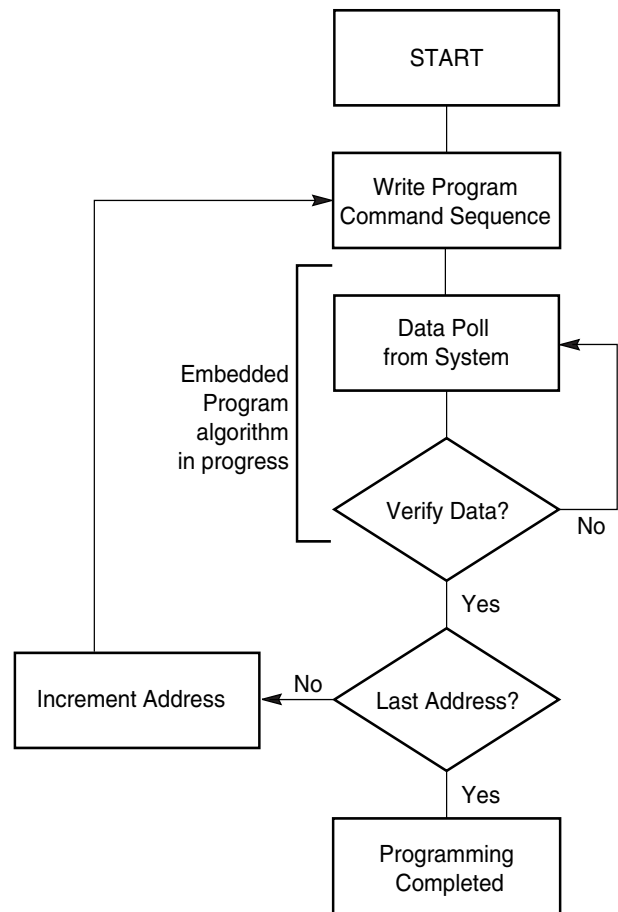 START
Write Program
Command Sequence
Data Poll
from System
Embedded
Program
algorithm
in progress
Verify Data?
No
Yes
Increment Address
No
Last Address?
Yes
Programming
Completed